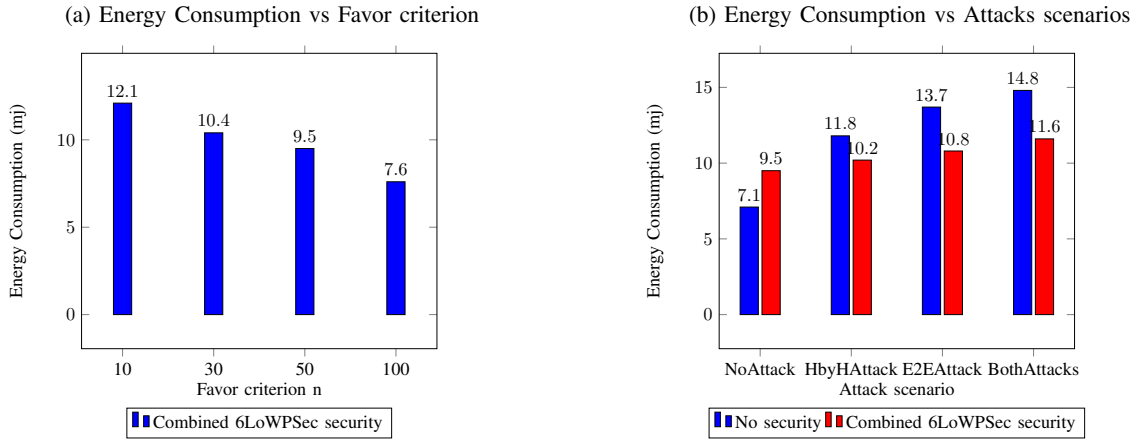 (a) Energy Consumption vs Favor criterion
Energy Consumption (mj)
10
5
0
12.1
10.4
9.5
7.6
10 30 50 100
Favor criterion n
Combined 6LoWPSec security
(b) Energy Consumption vs Attacks scenarios
Energy Consumption (mj)
15
10
5
0
7.1
9.5
11.8
10.2
13.7
10.8
14.8
11.6
NoAttack HbyHAttack E2EAttack BothAttacks
Attack scenario
No security Combined 6LoWPSec security